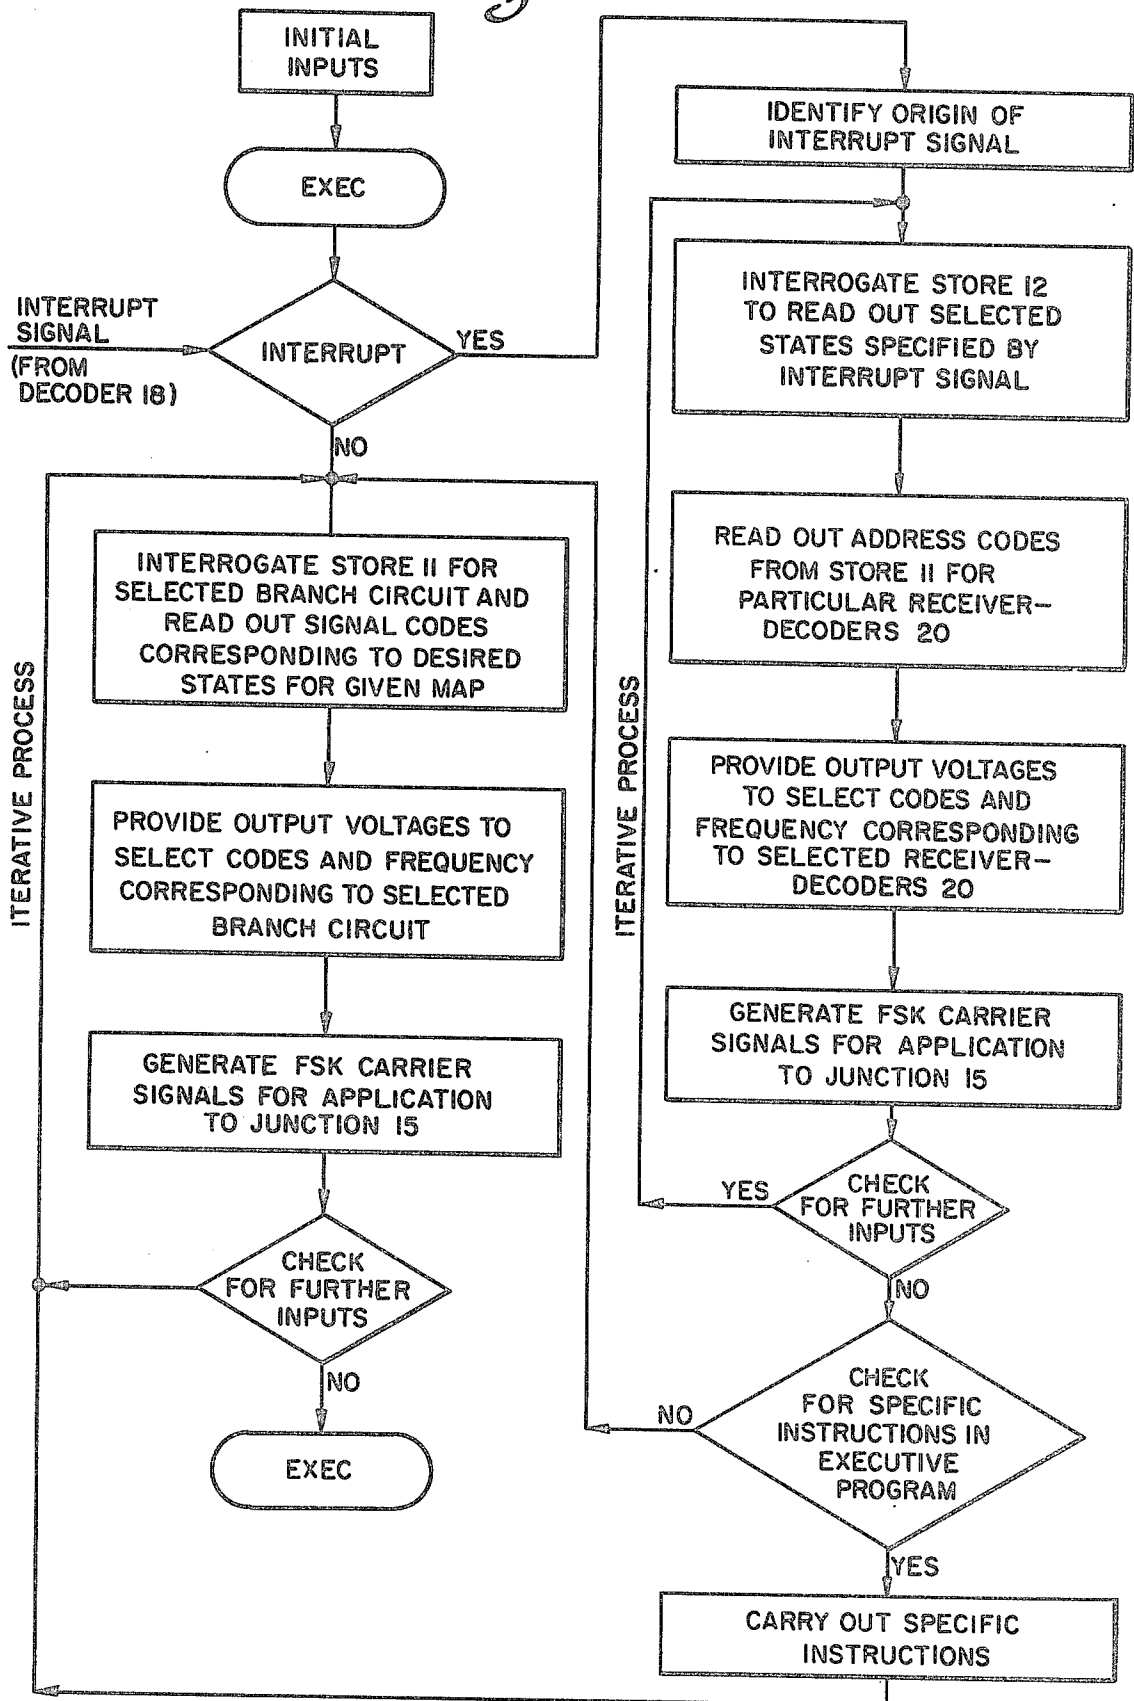 INITIAL
INPUTS
EXEC
INTERRUPT
SIGNAL
(FROM
DECODER 18)
INTERRUPT
YES
NO
INTERROGATE STORE 11 FOR
SELECTED BRANCH CIRCUIT AND
READ OUT SIGNAL CODES
CORRESPONDING TO DESIRED
STATES FOR GIVEN MAP
PROVIDE OUTPUT VOLTAGES TO
SELECT CODES AND FREQUENCY
CORRESPONDING TO SELECTED
BRANCH CIRCUIT
GENERATE FSK CARRIER
SIGNALS FOR APPLICATION
TO JUNCTION 15
CHECK
FOR FURTHER
INPUTS
NO
EXEC
ITERATIVE PROCESS
IDENTIFY ORIGIN OF
INTERRUPT SIGNAL
INTERROGATE STORE 12
TO READ OUT SELECTED
STATES SPECIFIED BY
INTERRUPT SIGNAL
READ OUT ADDRESS CODES
FROM STORE 11 FOR
PARTICULAR RECEIVER-
DECODERS 20
PROVIDE OUTPUT VOLTAGES
TO SELECT CODES AND
FREQUENCY CORRESPONDING
TO SELECTED RECEIVER-
DECODERS 20
GENERATE FSK CARRIER
SIGNALS FOR APPLICATION
TO JUNCTION 15
ITERATIVE PROCESS
YES
CHECK
FOR FURTHER
INPUTS
NO
NO
CHECK
FOR SPECIFIC
INSTRUCTIONS IN
EXECUTIVE
PROGRAM
YES
CARRY OUT SPECIFIC
INSTRUCTIONS